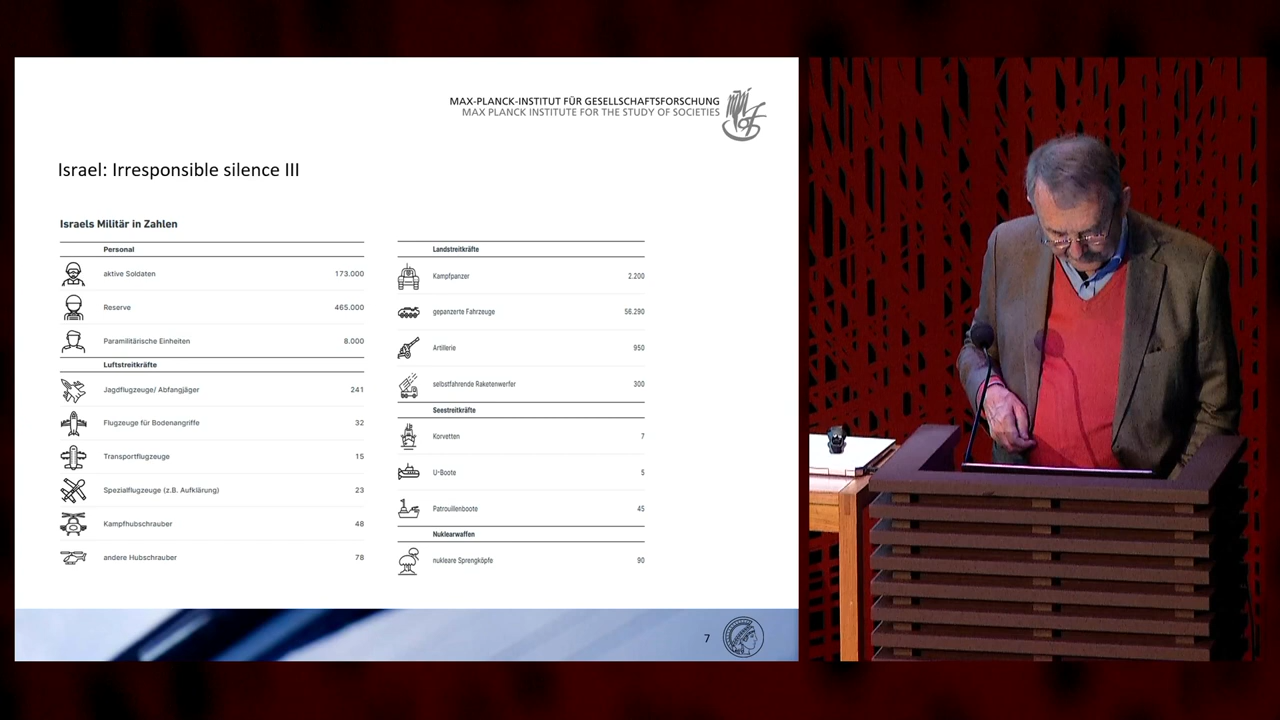 MAX-PLANCK-INSTITUT FÜR GESELLSCHAFTSFORSCHUNG
MAX PLANCK INSTITUTE FOR THE STUDY OF SOCIETIES
Israel: Irresponsible silence III
Israels Militär in Zahlen
Personal
aktive Soldaten 173.000
Reserve 465.000
Paramilitärische Einheiten 8.000
Luftstreitkräfte
Jagdflugzeuge/ Abfangjäger 241
Flugzeuge für Bodenangriffe 32
Transportflugzeuge 15
Spezialflugzeuge (z.B. Aufklärung) 23
Kampfhubschrauber 48
andere Hubschrauber 78
Landstreitkräfte
Kampfpanzer 2.200
gepanzerte Fahrzeuge 56.290
Artillerie 950
selbstfahrende Raketenwerfer 300
Seestreitkräfte
Korvetten 7
U-Boote 5
Patrouillenboote 45
Nuklearwaffen
nukleare Sprengköpfe 90
7